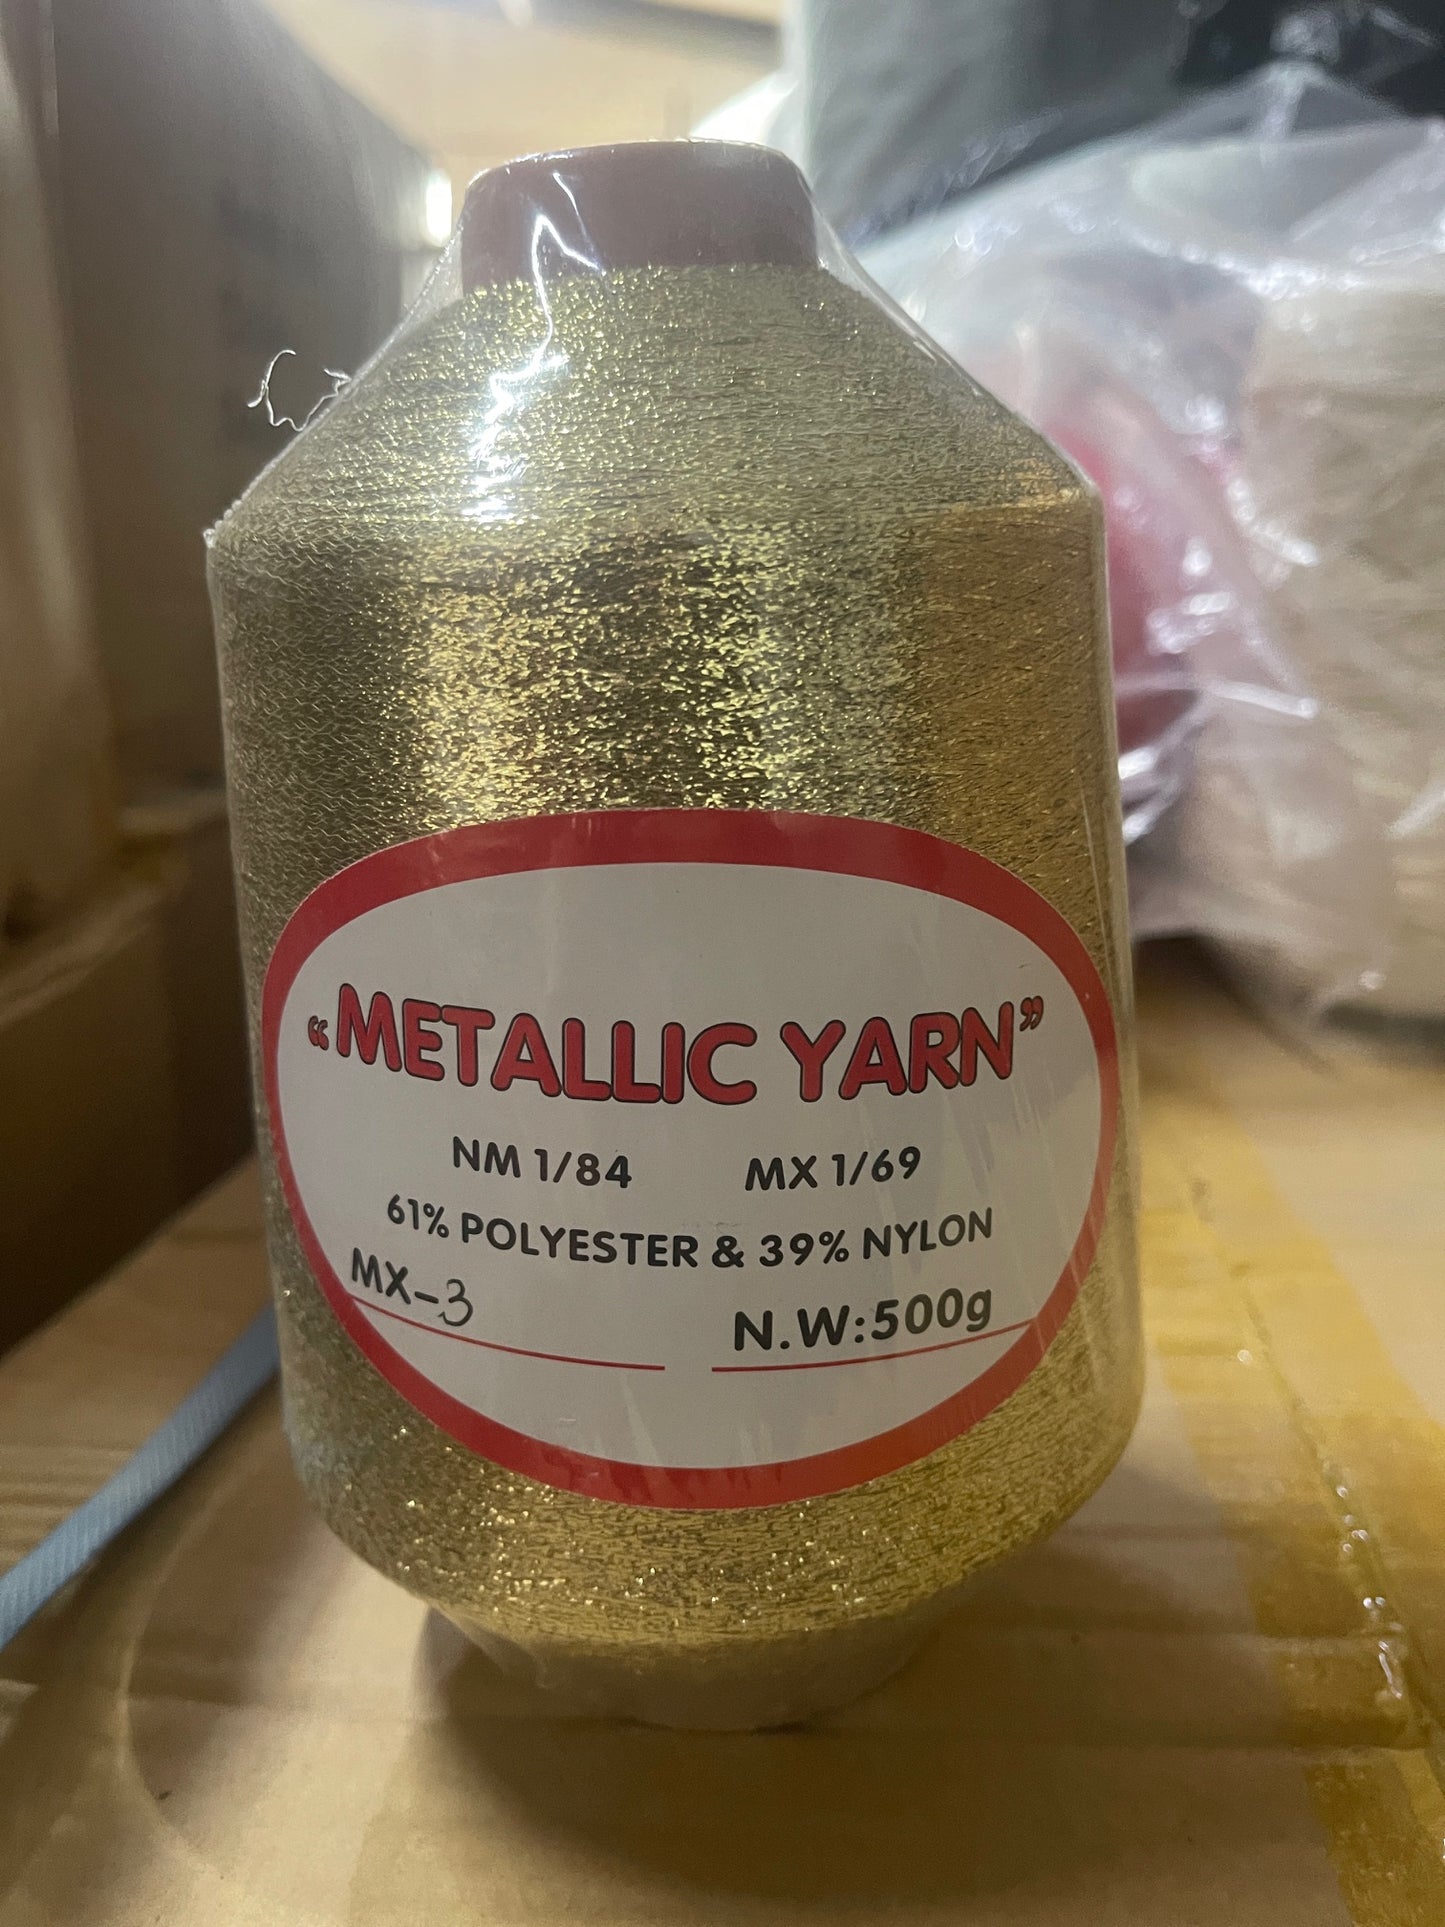 “METALLIC YARN”
NM 1/84 MX 1/69
61% POLYESTER & 39% NYLON
MX-3 N.W:500g